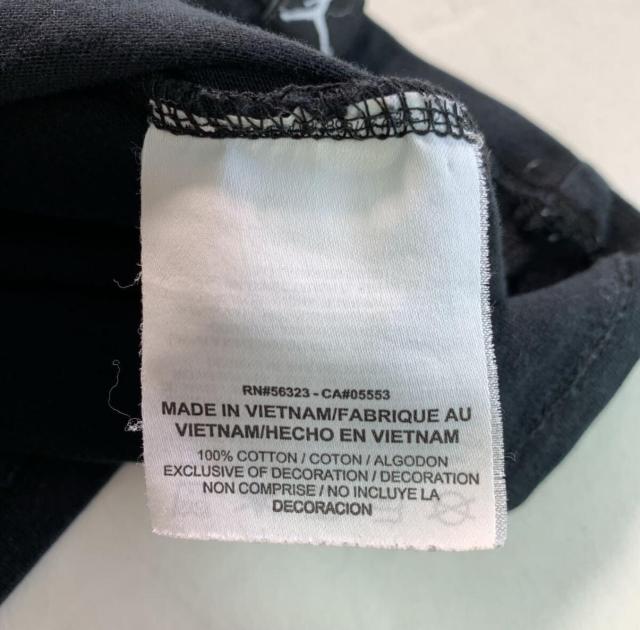 RN#56323 - CA#05553
MADE IN VIETNAM/FABRIQUE AU
VIETNAM/HECHO EN VIETNAM
100% COTTON / COTON / ALGODON
EXCLUSIVE OF DECORATION / DECORATION
NON COMPRISE / NO INCLUYE LA
DECORACION